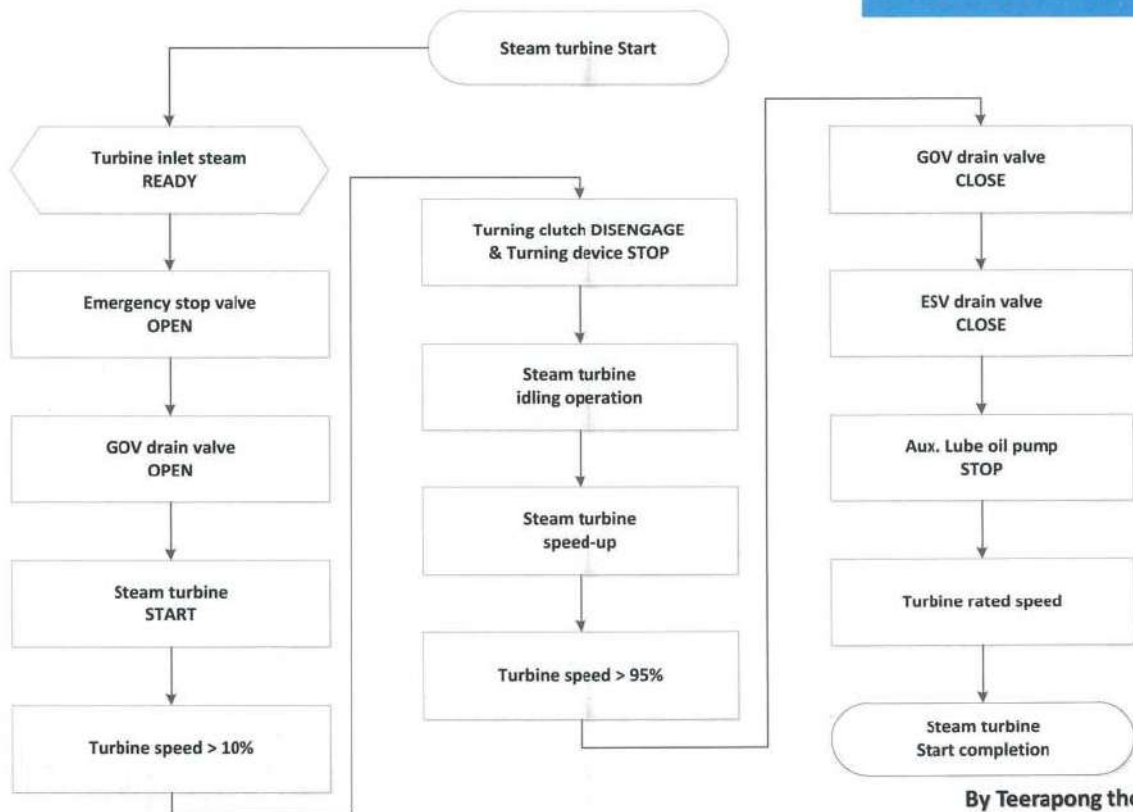 Steam turbine Start
Turbine inlet steam
READY
Emergency stop valve
OPEN
GOV drain valve
OPEN
Steam turbine
START
Turbine speed > 10%
Turning clutch DISENGAGE
& Turning device STOP
Steam turbine
idling operation
Steam turbine
speed-up
Turbine speed > 95%
GOV drain valve
CLOSE
ESV drain valve
CLOSE
Aux. Lube oil pump
STOP
Turbine rated speed
Steam turbine
Start completion
By Teerapong